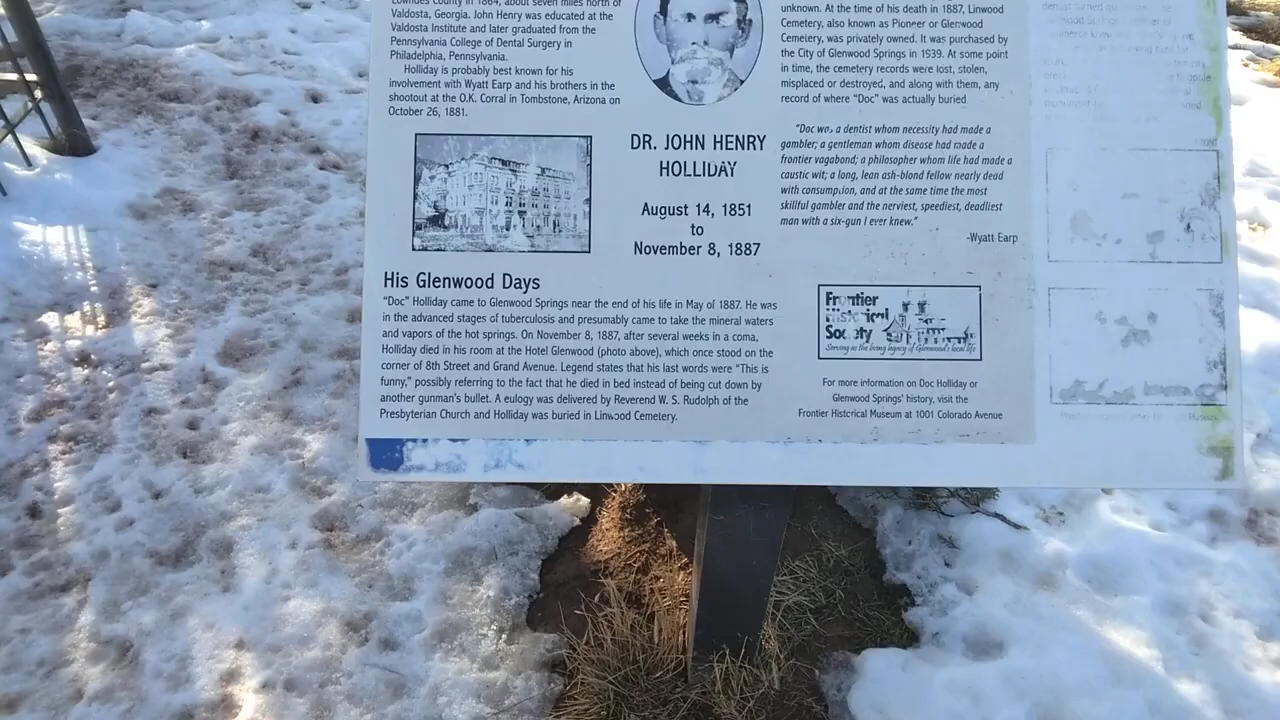 Lowndes County in 1864, about seven miles north of
Valdosta, Georgia. John Henry was educated at the
Valdosta Institute and later graduated from the
Pennsylvania College of Dental Surgery in
Philadelphia, Pennsylvania.
Holliday is probably best known for his
involvement with Wyatt Earp and his brothers in the
shootout at the O.K. Corral in Tombstone, Arizona on
October 26, 1881.
DR. JOHN HENRY
HOLLIDAY
August 14, 1851
to
November 8, 1887
unknown. At the time of his death in 1887, Linwood
Cemetery, also known as Pioneer or Glenwood
Cemetery, was privately owned. It was purchased by
the City of Glenwood Springs in 1939. At some point
in time, the cemetery records were lost, stolen,
misplaced or destroyed, and along with them, any
record of where "Doc" was actually buried.
"Doc was a dentist whom necessity had made a
gambler; a gentleman whom disease had made a
frontier vagabond; a philosopher whom life had made a
caustic wit; a long, lean ash-blond fellow nearly dead
with consumption, and at the same time the most
skillful gambler and the nerviest, speediest, deadliest
man with a six-gun I ever knew."
-Wyatt Earp
His Glenwood Days
"Doc" Holliday came to Glenwood Springs near the end of his life in May of 1887. He was
in the advanced stages of tuberculosis and presumably came to take the mineral waters
and vapors of the hot springs. On November 8, 1887, after several weeks in a coma,
Holliday died in his room at the Hotel Glenwood (photo above), which once stood on the
corner of 8th Street and Grand Avenue. Legend states that his last words were "This is
funny," possibly referring to the fact that he died in bed instead of being cut down by
another gunman's bullet. A eulogy was delivered by Reverend W. S. Rudolph of the
Presbyterian Church and Holliday was buried in Linwood Cemetery.
Frontier
Historical
Society
Serving as the living legacy of Glenwood's local life
For more information on Doc Holliday or
Glenwood Springs' history, visit the
Frontier Historical Museum at 1001 Colorado Avenue